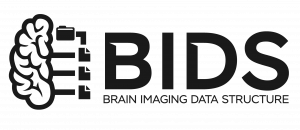 BIDS
BRAIN IMAGING DATA STRUCTURE